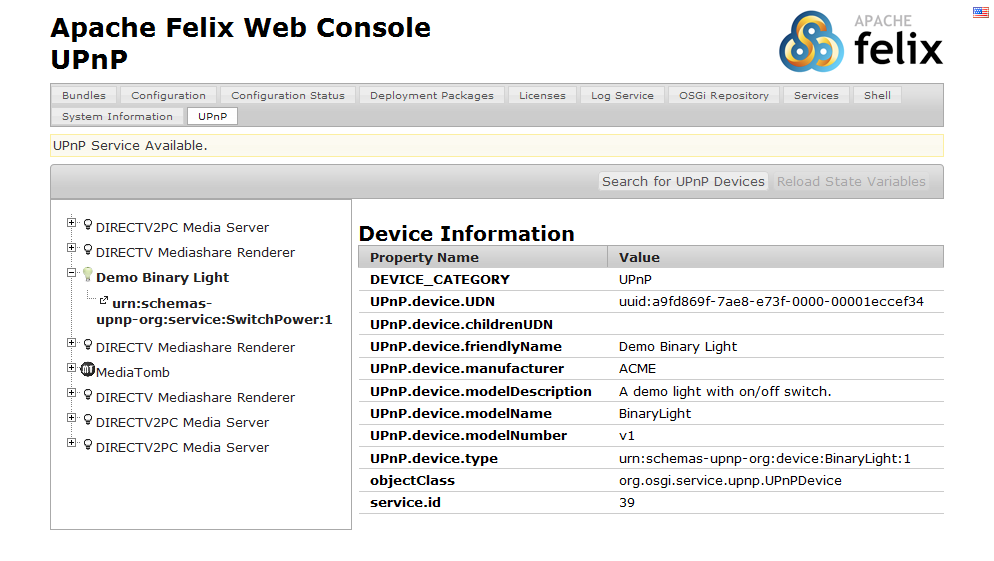 Apache Felix Web Console
UPnP
APACHE
felix
Bundles Configuration Configuration Status Deployment Packages Licenses Log Service OSGi Repository Services Shell
System Information UPnP
UPnP Service Available.
Search for UPnP Devices Reload State Variables
DIRECTV2PC Media Server
DIRECTV Mediashare Renderer
Demo Binary Light
urn:schemas-
upnp-org:service:SwitchPower:1
DIRECTV Mediashare Renderer
mT MediaTomb
DIRECTV Mediashare Renderer
DIRECTV2PC Media Server
DIRECTV2PC Media Server
Device Information
Property Name Value
DEVICE_CATEGORY UPnP
UPnP.device.UDN uuid:a9fd869f-7ae8-e73f-0000-00001eccef34
UPnP.device.childrenUDN
UPnP.device.friendlyName Demo Binary Light
UPnP.device.manufacturer ACME
UPnP.device.modelDescription A demo light with on/off switch.
UPnP.device.modelName BinaryLight
UPnP.device.modelNumber v1
UPnP.device.type urn:schemas-upnp-org:device:BinaryLight:1
objectClass org.osgi.service.upnp.UPnPDevice
service.id 39